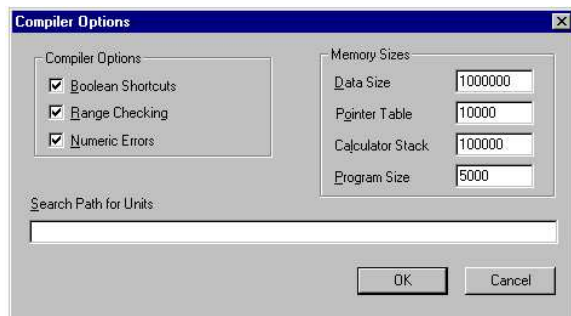 Compiler Options
Compiler Options
Boolean Shortcuts
Range Checking
Numeric Errors
Memory Sizes
Data Size 1000000
Pointer Table 10000
Calculator Stack 100000
Program Size 5000
Search Path for Units
OK Cancel